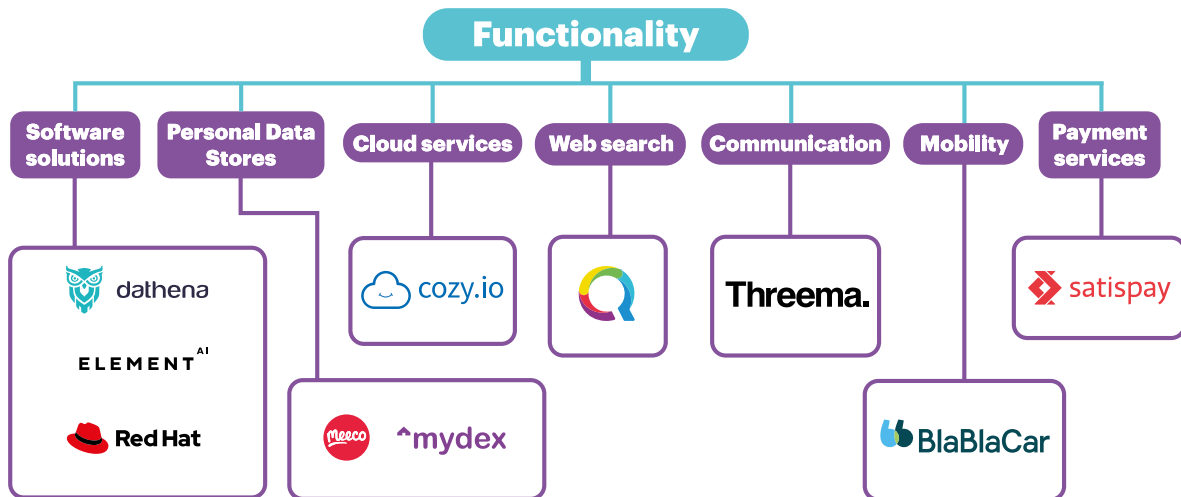 Functionality
Software
solutions
Personal Data
Stores
Cloud services
Web search
Communication
Mobility
Payment
services
dathena
ELEMENT AI
Red Hat
meeco
^mydex
cozy.io
Threema.
BlaBlaCar
satispay